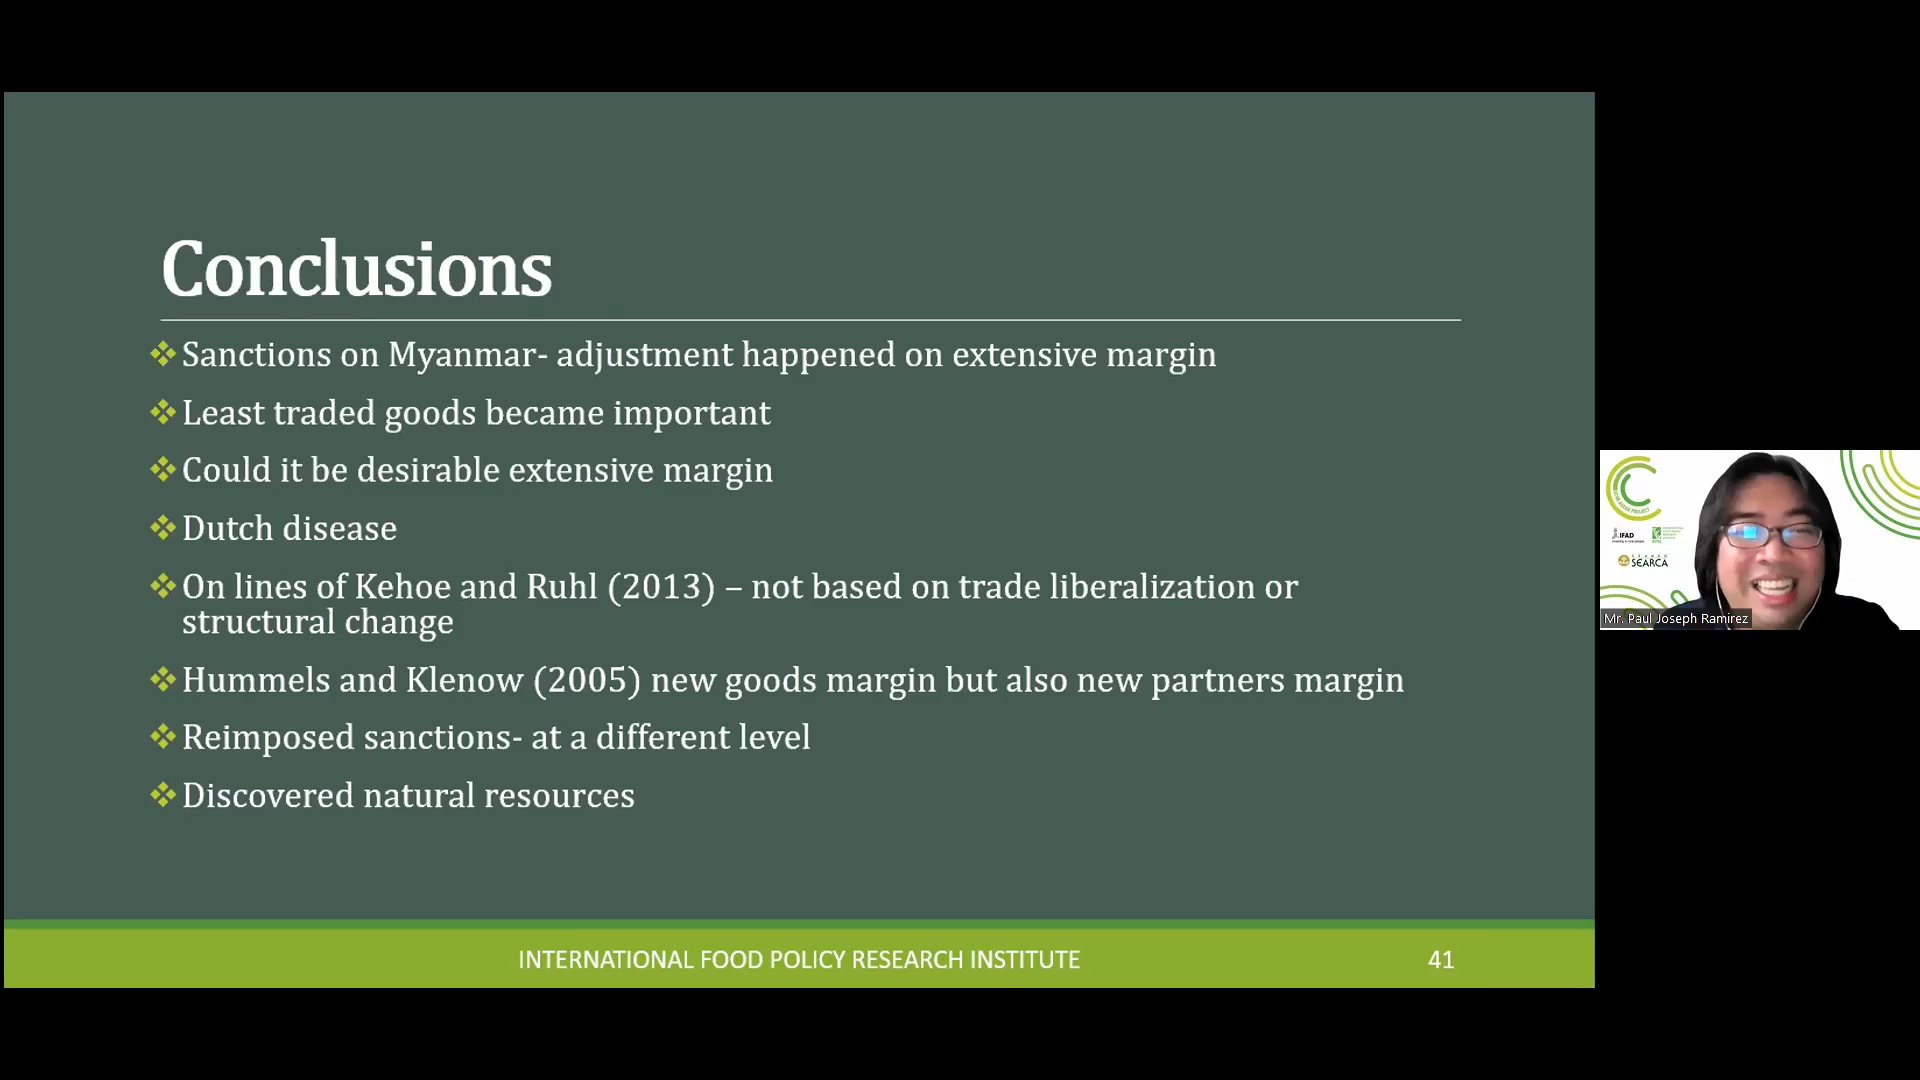 Conclusions
Sanctions on Myanmar- adjustment happened on extensive margin
Least traded goods became important
Could it be desirable extensive margin
Dutch disease
On lines of Kehoe and Ruhl (2013) – not based on trade liberalization or
structural change
Hummels and Klenow (2005) new goods margin but also new partners margin
Reimposed sanctions- at a different level
Discovered natural resources
INTERNATIONAL FOOD POLICY RESEARCH INSTITUTE
41
IFAD
SEARCA
Mr. Paul Joseph Ramirez